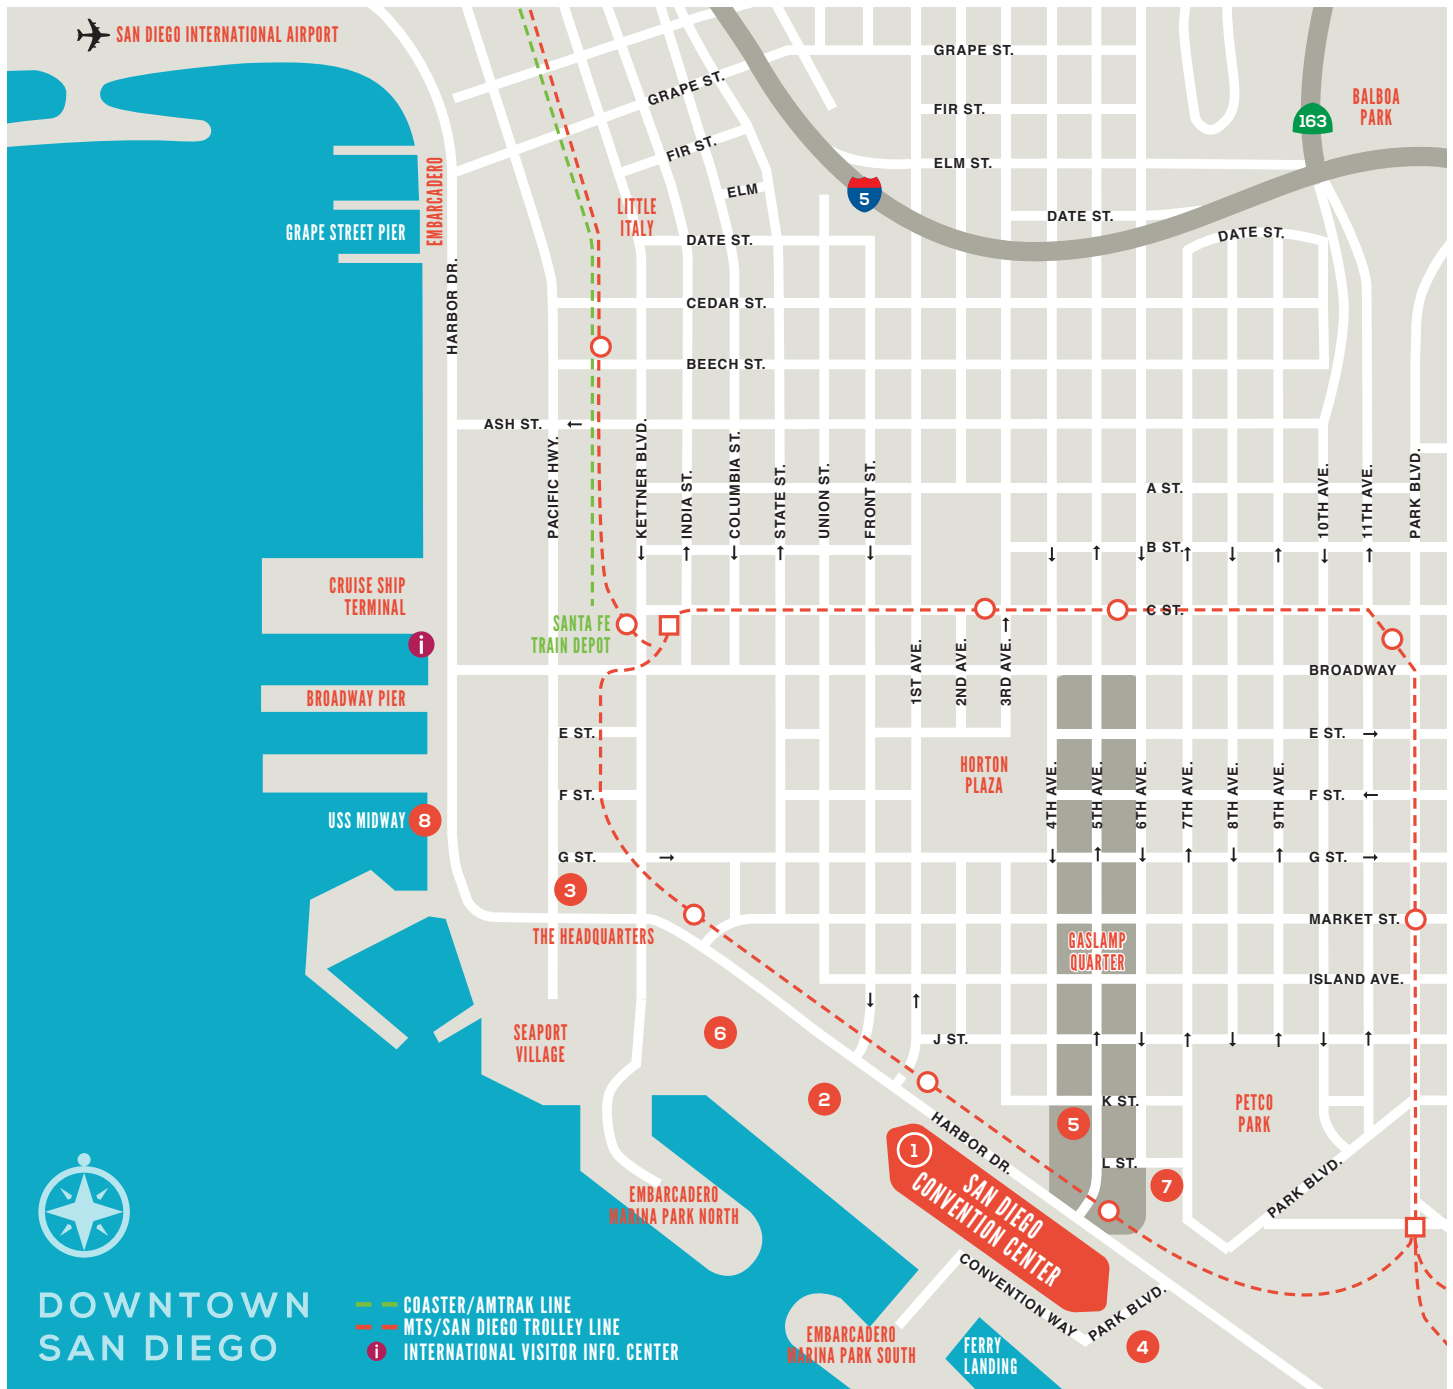 SAN DIEGO INTERNATIONAL AIRPORT
GRAPE ST.
GRAPE ST.
163
BALBOA
PARK
FIR ST.
FIR ST.
EMBARCADERO
ELM ST.
ELM
5
LITTLE
ITALY
DATE ST.
GRAPE STREET PIER
DATE ST.
DATE ST.
HARBOR DR.
CEDAR ST.
BEECH ST.
ASH ST.
PACIFIC HWY.
KETTNER BLVD.
INDIA ST.
COLUMBIA ST.
STATE ST.
UNION ST.
FRONT ST.
A ST.
10TH AVE.
11TH AVE.
PARK BLVD.
B ST.
CRUISE SHIP
TERMINAL
C ST.
SANTA FE
TRAIN DEPOT
i
1ST AVE.
2ND AVE.
3RD AVE.
BROADWAY
BROADWAY PIER
E ST.
E ST.
HORTON
PLAZA
4TH AVE.
5TH AVE.
6TH AVE.
7TH AVE.
8TH AVE.
9TH AVE.
F ST.
F ST.
USS MIDWAY
8
G ST.
G ST.
3
MARKET ST.
THE HEADQUARTERS
GASLAMP
QUARTER
ISLAND AVE.
6
SEAPORT
VILLAGE
J ST.
2
K ST.
PETCO
PARK
5
HARBOR DR.
1
L ST.
7
SAN DIEGO
CONVENTION CENTER
PARK BLVD.
EMBARCADERO
MARINA PARK NORTH
CONVENTION WAY
PARK BLVD.
4
EMBARCADERO
MARINA PARK SOUTH
FERRY
LANDING
DOWNTOWN
SAN DIEGO
COASTER/AMTRAK LINE
MTS/SAN DIEGO TROLLEY LINE
i INTERNATIONAL VISITOR INFO. CENTER